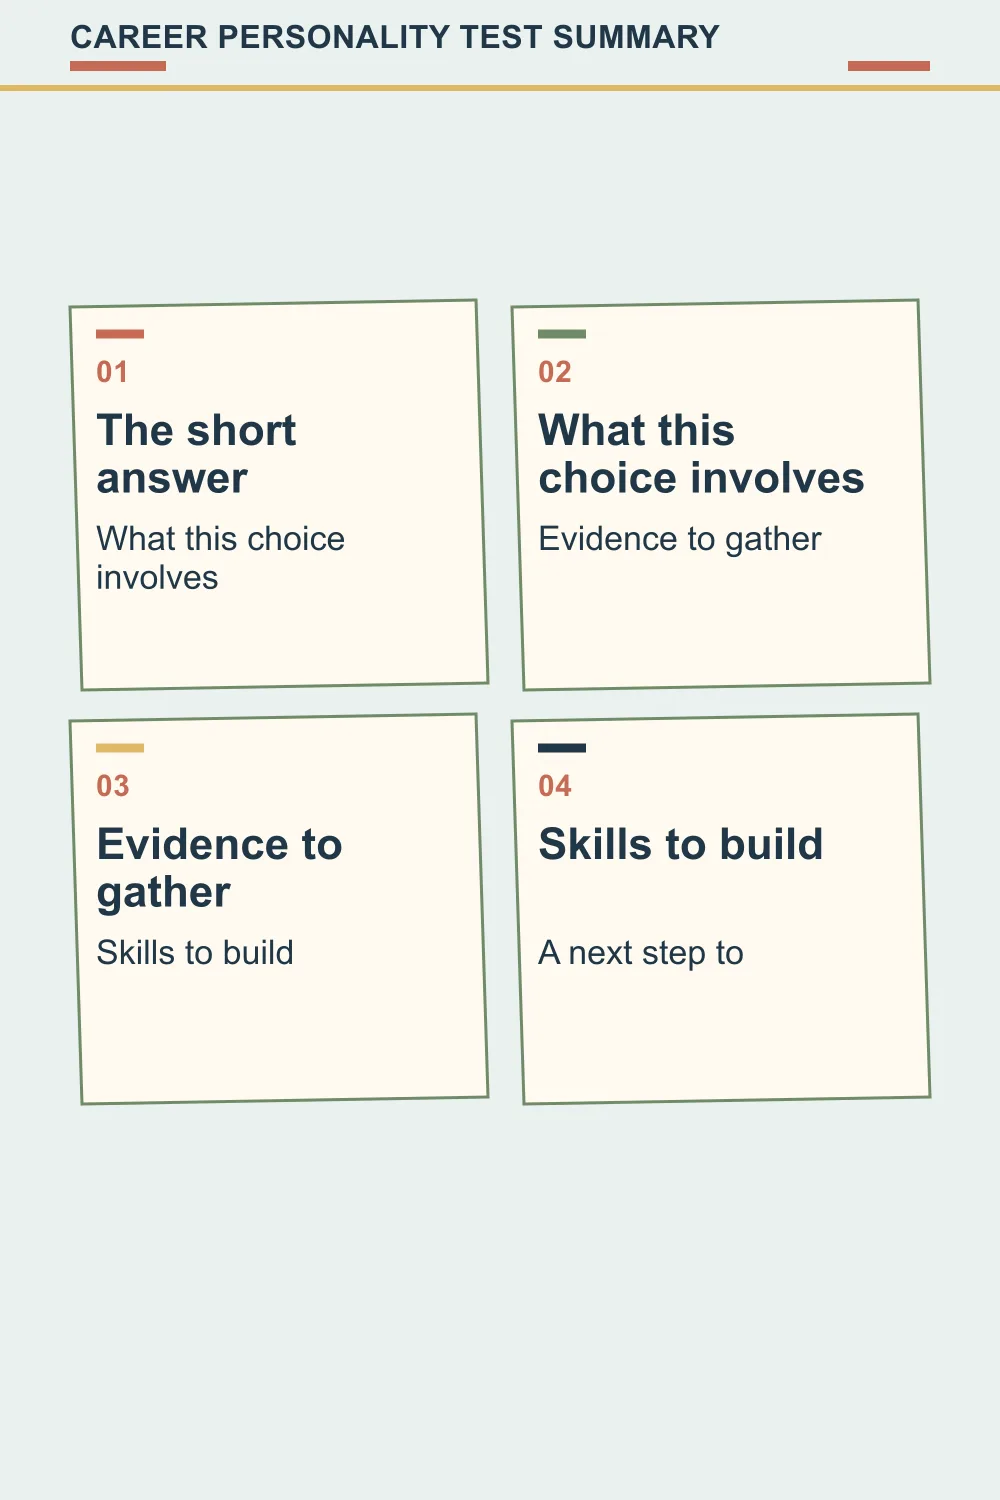 CAREER PERSONALITY TEST SUMMARY
01
The short
answer
What this choice
involves
02
What this
choice involves
Evidence to gather
03
Evidence to
gather
Skills to build
04
Skills to build
A next step to